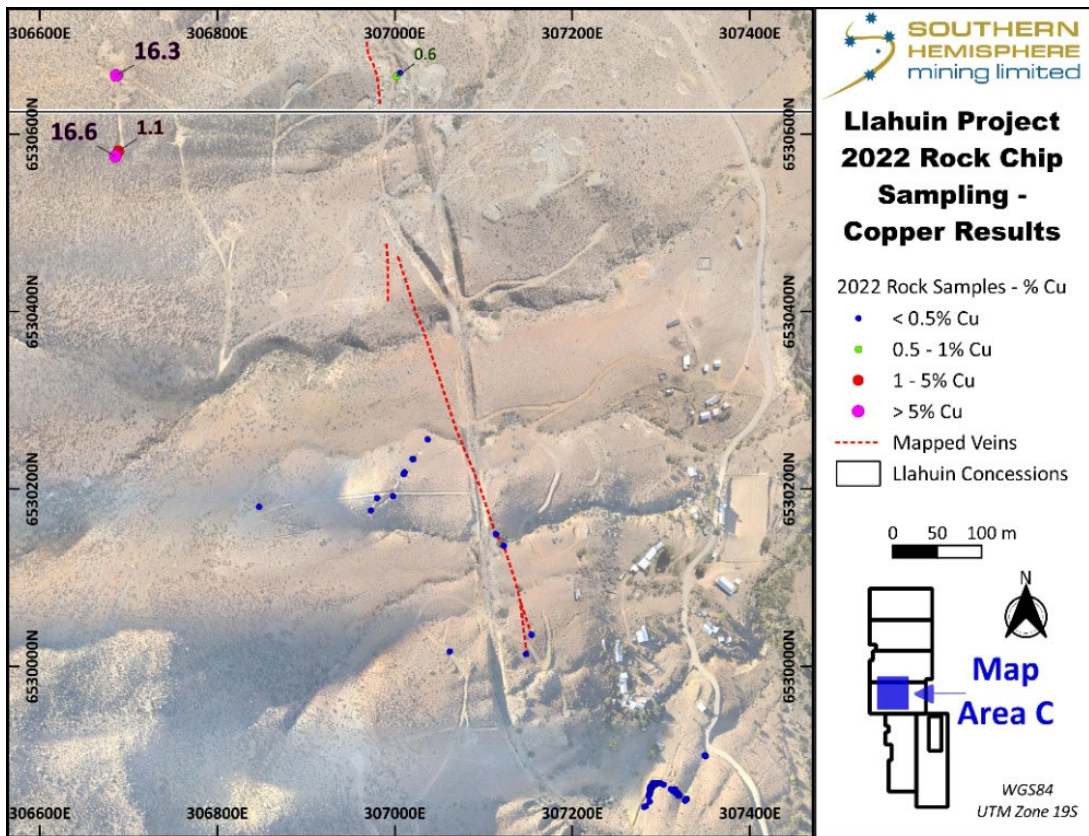 306600E
306800E
307000E
307200E
307400E
16.3
0.6
16.6
1.1
6530600N
6530600N
6530400N
6530400N
6530200N
6530200N
6530000N
6530000N
306600E
306800E
307000E
307200E
307400E
SOUTHERN
HEMISPHERE
mining limited
Llahuin Project
2022 Rock Chip
Sampling -
Copper Results
2022 Rock Samples - % Cu
< 0.5% Cu
0.5 - 1% Cu
1 - 5% Cu
> 5% Cu
Mapped Veins
Llahuin Concessions
0 50 100 m
N
Map
Area C
WGS84
UTM Zone 19S